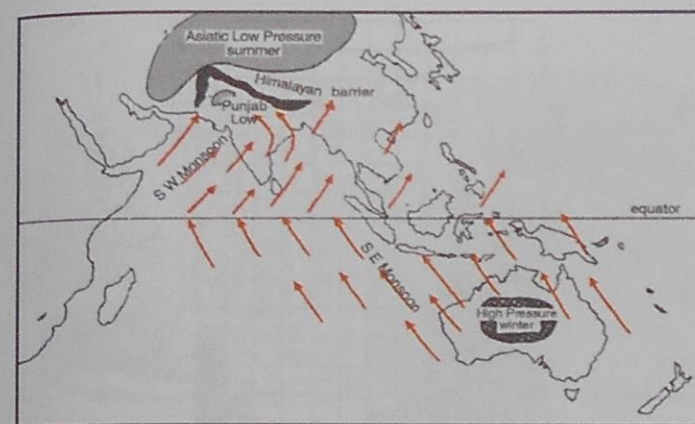 Asiatic Low Pressure
summer
Himalayan barrier
Punjab
Low
S W Monsoon
equator
S E Monsoon
High Pressure
winter